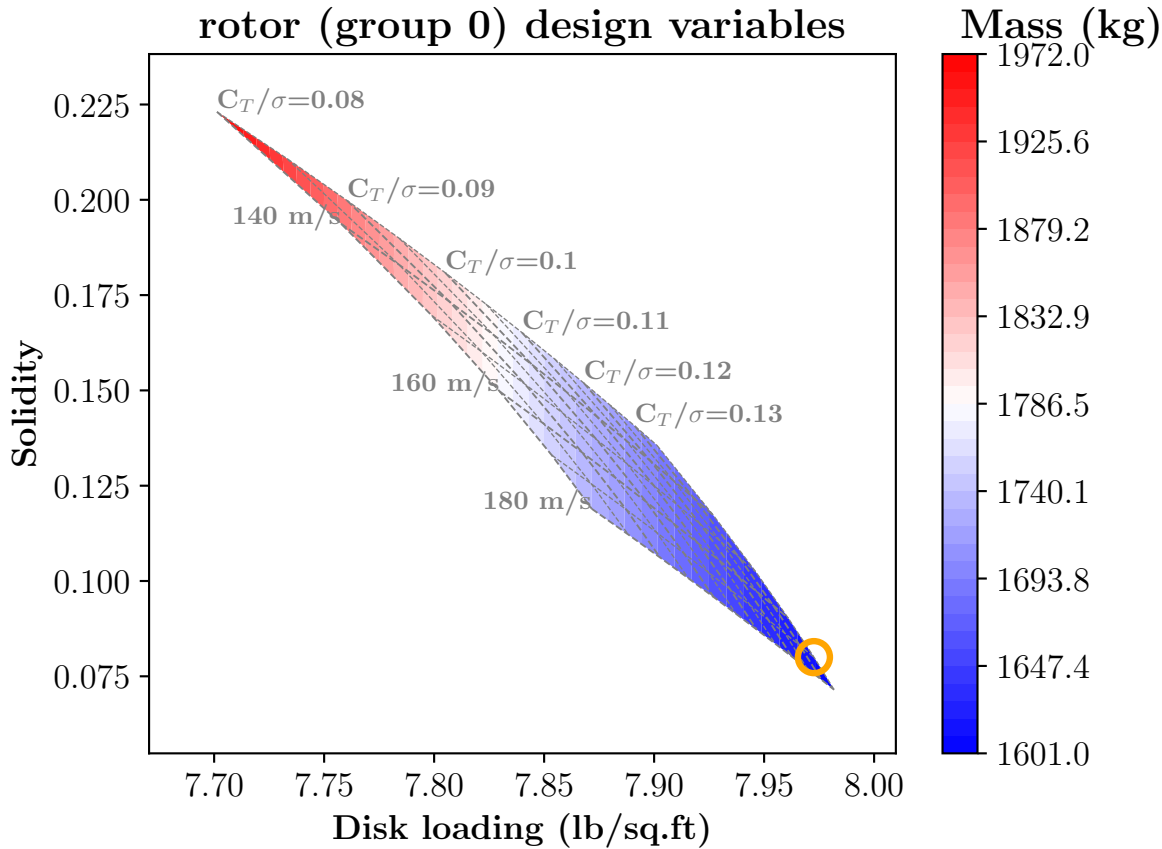 rotor (group 0) design variables
Mass (kg)
C_T/σ=0.08
C_T/σ=0.09
140 m/s
C_T/σ=0.1
C_T/σ=0.11
C_T/σ=0.12
160 m/s
C_T/σ=0.13
180 m/s
Solidity
0.225
0.200
0.175
0.150
0.125
0.100
0.075
7.70 7.75 7.80 7.85 7.90 7.95 8.00
Disk loading (lb/sq.ft)
1972.0
1925.6
1879.2
1832.9
1786.5
1740.1
1693.8
1647.4
1601.0